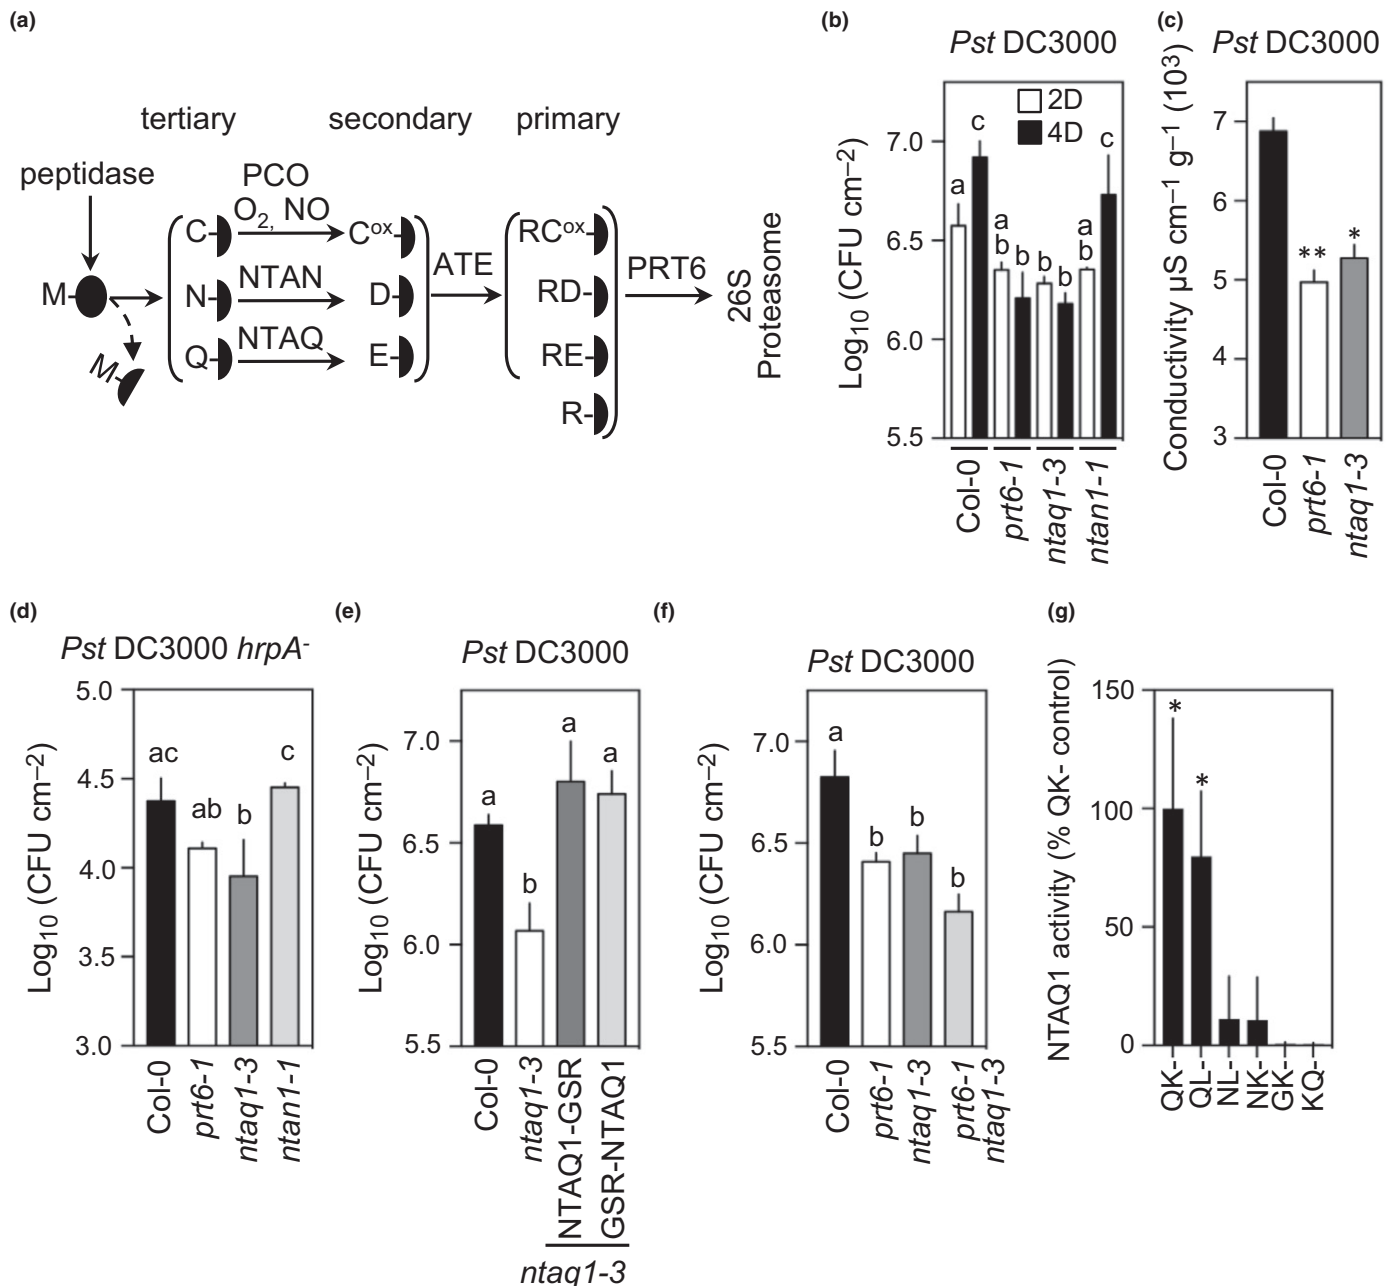 (a)
tertiary secondary primary
peptidase
PCO
O2, NO
C- Cox- RCox-
M-
N- NTAN D- ATE RD- PRT6
26S Proteasome
M-
Q- NTAQ E- RE-
R-
(b)
Pst DC3000
2D
4D
Log10 (CFU cm−2)
7.0
6.5
6.0
5.5
a c a b b b b a b c
Col-0
prt6-1
ntaq1-3
ntan1-1
(c)
Pst DC3000
Conductivity µS cm−1 g−1 (103)
7
6
5
4
3
** *
Col-0
prt6-1
ntaq1-3
(d)
Pst DC3000 hrpA-
Log10 (CFU cm−2)
5.0
4.5
4.0
3.5
3.0
ac ab b c
Col-0
prt6-1
ntaq1-3
ntan1-1
(e)
Pst DC3000
Log10 (CFU cm−2)
7.0
6.5
6.0
5.5
a b a a
Col-0
ntaq1-3
NTAQ1-GSR
GSR-NTAQ1
ntaq1-3
(f)
Pst DC3000
Log10 (CFU cm−2)
7.0
6.5
6.0
5.5
a b b b
Col-0
prt6-1
ntaq1-3
prt6-1
ntaq1-3
(g)
NTAQ1 activity (% QK- control)
150
100
50
0
* *
QK-
QL-
NL-
NK-
GK-
KQ-